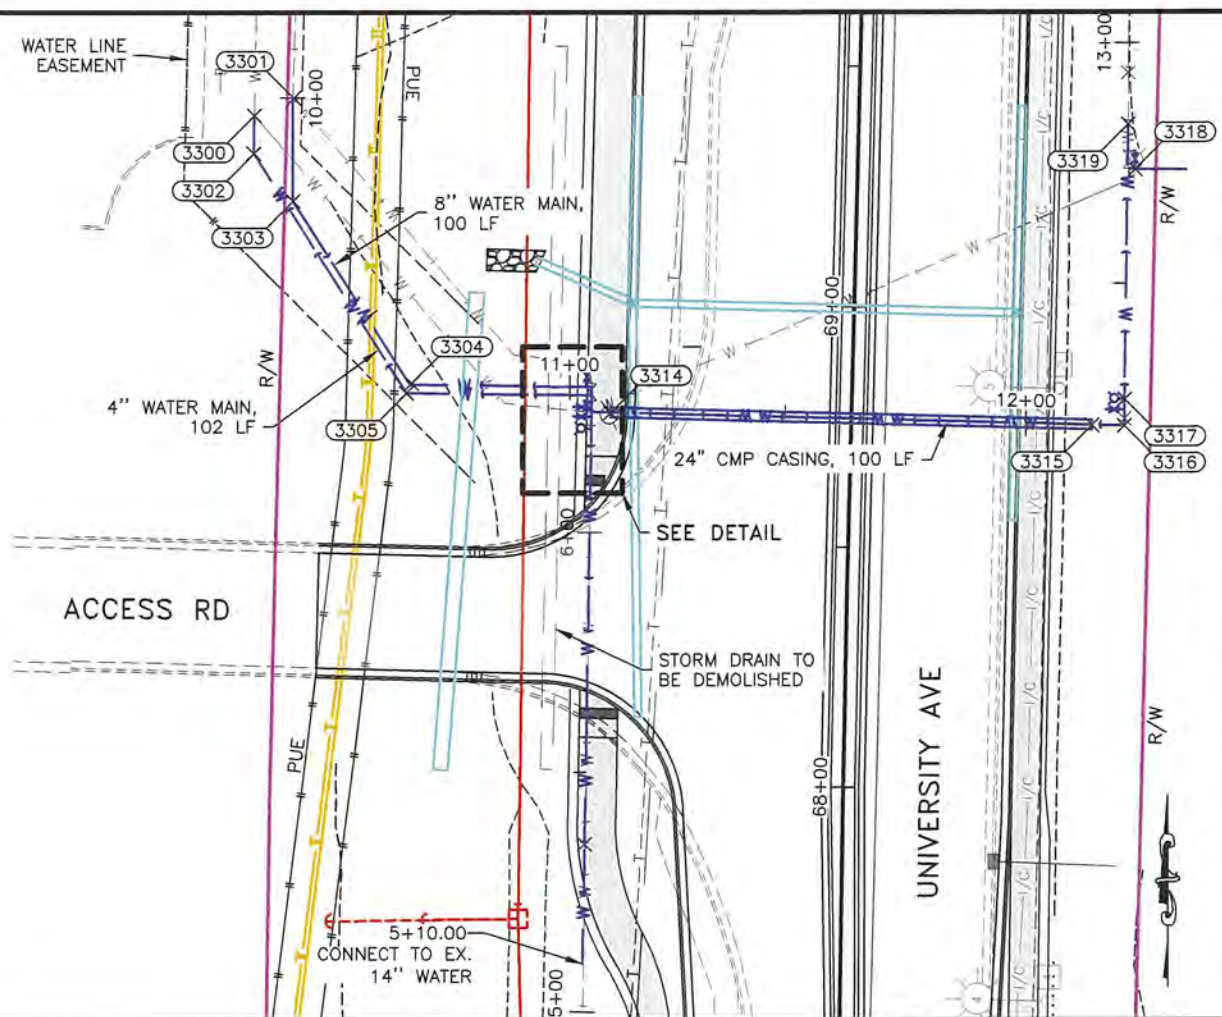 WATER LINE
EASEMENT
3301
10+00
PUE
13+00
3300
3302
3303
8" WATER MAIN,
100 LF
3318
3319
R/W
I/C
I/C
I/C
I/C
I/C
69+00
R/W
3304
11+00
3314
5
12+00
4" WATER MAIN,
102 LF
3305
24" CMP CASING, 100 LF
3315
3317
3316
6+00
SEE DETAIL
ACCESS RD
STORM DRAIN TO
BE DEMOLISHED
PUE
68+00
UNIVERSITY AVE
R/W
I/C
I/C
I/C
I/C
I/C
5+10.00
CONNECT TO EX.
14" WATER
5+00
4